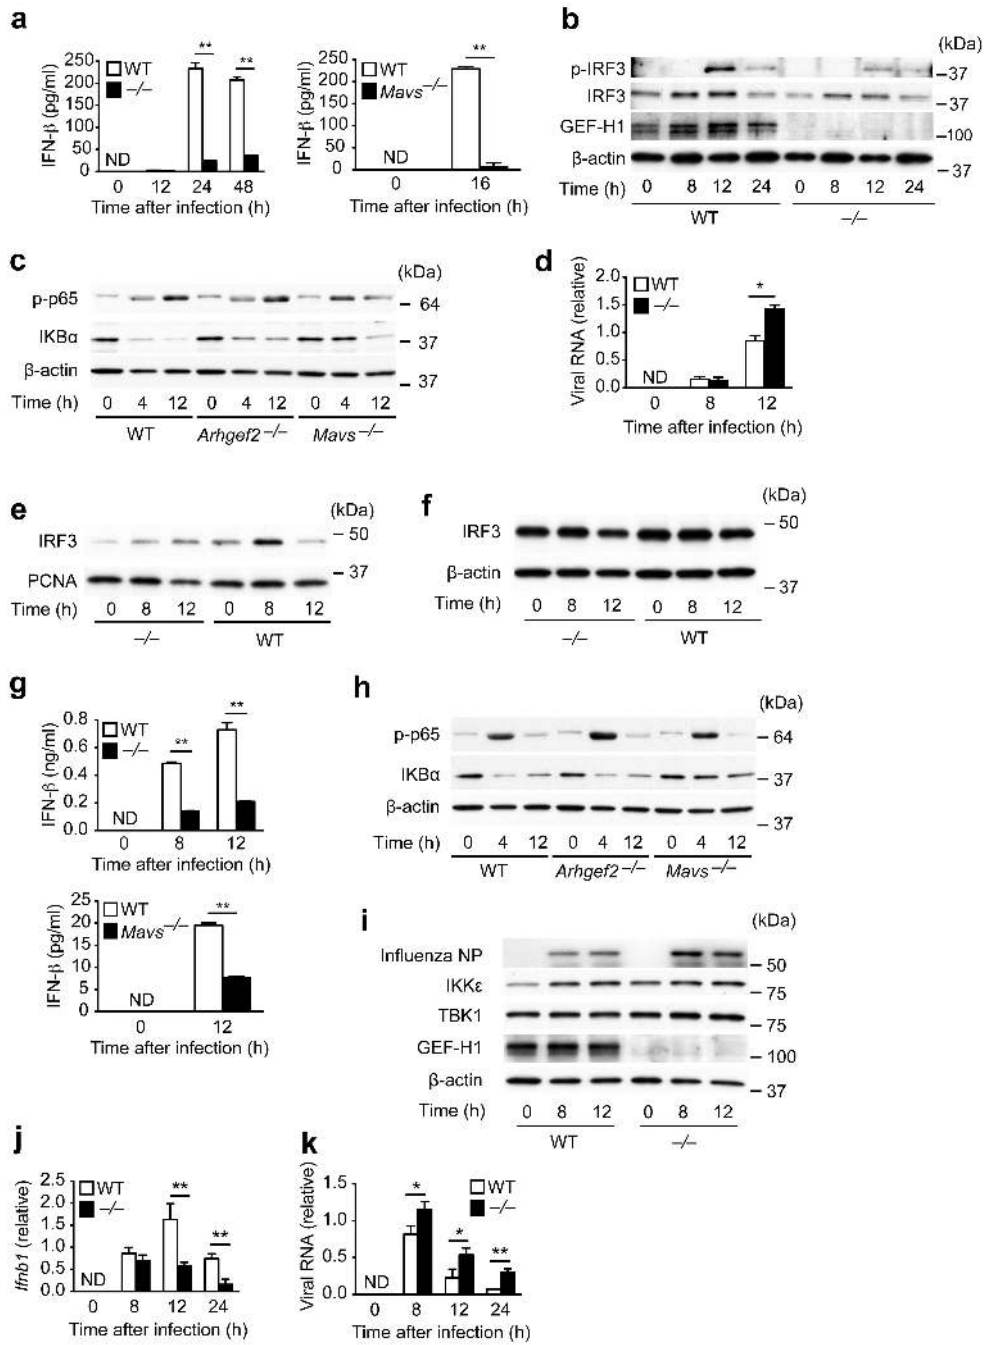 a
IFN-β (pg/ml)
250
200
150
100
50
0
WT
–/–
**
**
ND
0 12 24 48
Time after infection (h)
IFN-β (pg/ml)
250
200
150
100
50
0
WT
Mavs–/–
**
ND
0 16
Time after infection (h)
b
(kDa)
p-IRF3
37
IRF3
37
GEF-H1
100
β-actin
37
Time (h) 0 8 12 24 0 8 12 24
WT –/–
c
(kDa)
p-p65
64
IKBα
37
β-actin
37
Time (h) 0 4 12 0 4 12 0 4 12
WT Arhgef2–/– Mavs–/–
d
Viral RNA (relative)
2.0
1.5
1.0
0.5
0.0
WT
–/–
*
ND
0 8 12
Time after infection (h)
e
(kDa)
IRF3
50
PCNA
37
Time (h) 0 8 12 0 8 12
–/– WT
f
(kDa)
IRF3
50
β-actin
37
Time (h) 0 8 12 0 8 12
–/– WT
g
IFN-β (ng/ml)
0.8
0.6
0.4
0.2
0.0
WT
–/–
**
**
ND
0 8 12
Time after infection (h)
IFN-β (pg/ml)
25
20
15
10
5
0
WT
Mavs–/–
**
ND
0 12
Time after infection (h)
h
(kDa)
p-p65
64
IKBα
37
β-actin
37
Time (h) 0 4 12 0 4 12 0 4 12
WT Arhgef2–/– Mavs–/–
i
(kDa)
Influenza NP
50
IKKε
75
TBK1
75
GEF-H1
100
β-actin
37
Time (h) 0 8 12 0 8 12
WT –/–
j
Ifnb1 (relative)
2.5
2.0
1.5
1.0
0.5
0.0
WT
–/–
**
**
ND
0 8 12 24
Time after infection (h)
k
Viral RNA (relative)
1.5
1.0
0.5
0.0
WT
–/–
*
*
**
ND
0 8 12 24
Time after infection (h)